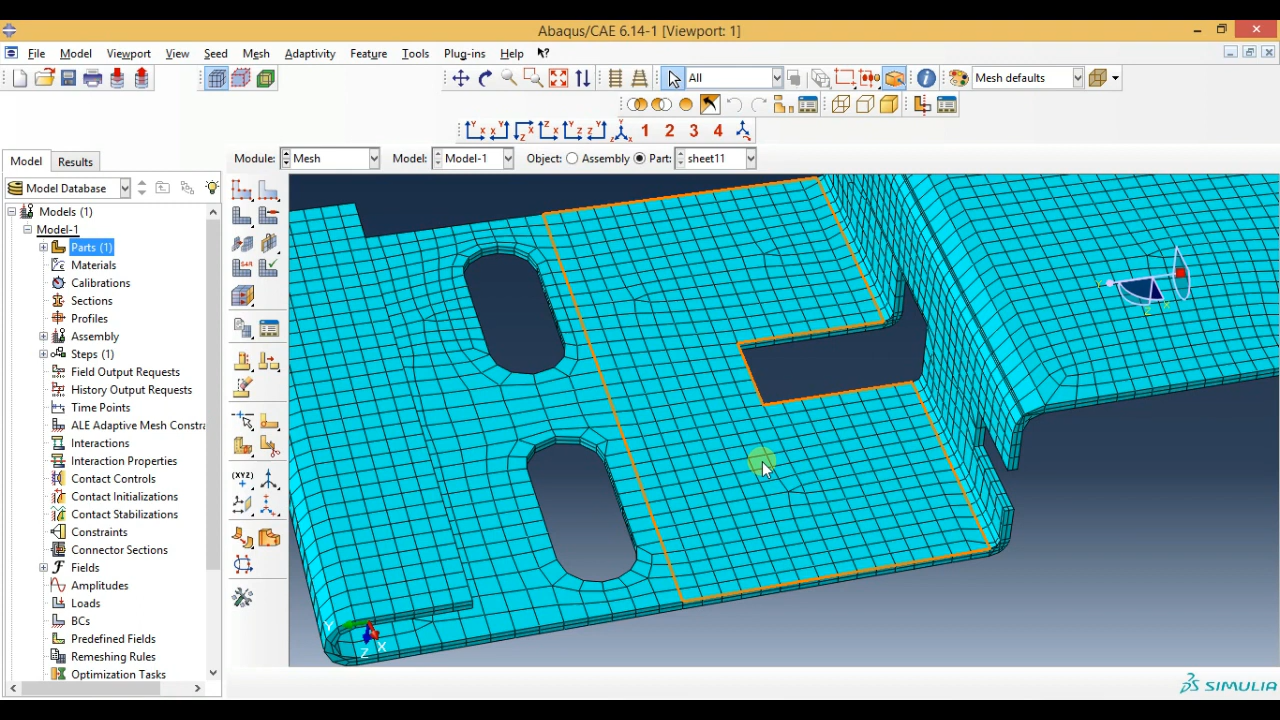 Abaqus/CAE 6.14-1 [Viewport: 1]
File Model Viewport View Seed Mesh Adaptivity Feature Tools Plug-ins Help
All
Mesh defaults
1 2 3 4
Model Results
Module: Mesh Model: Model-1 Object: Assembly Part: sheet11
Model Database
Models (1)
Model-1
Parts (1)
Materials
Calibrations
Sections
Profiles
Assembly
Steps (1)
Field Output Requests
History Output Requests
Time Points
ALE Adaptive Mesh Constra
Interactions
Interaction Properties
Contact Controls
Contact Initializations
Contact Stabilizations
Constraints
Connector Sections
Fields
Amplitudes
Loads
BCs
Predefined Fields
Remeshing Rules
Optimization Tasks
(XYZ)
Y
Z
X
Y
Z
X
SIMULIA